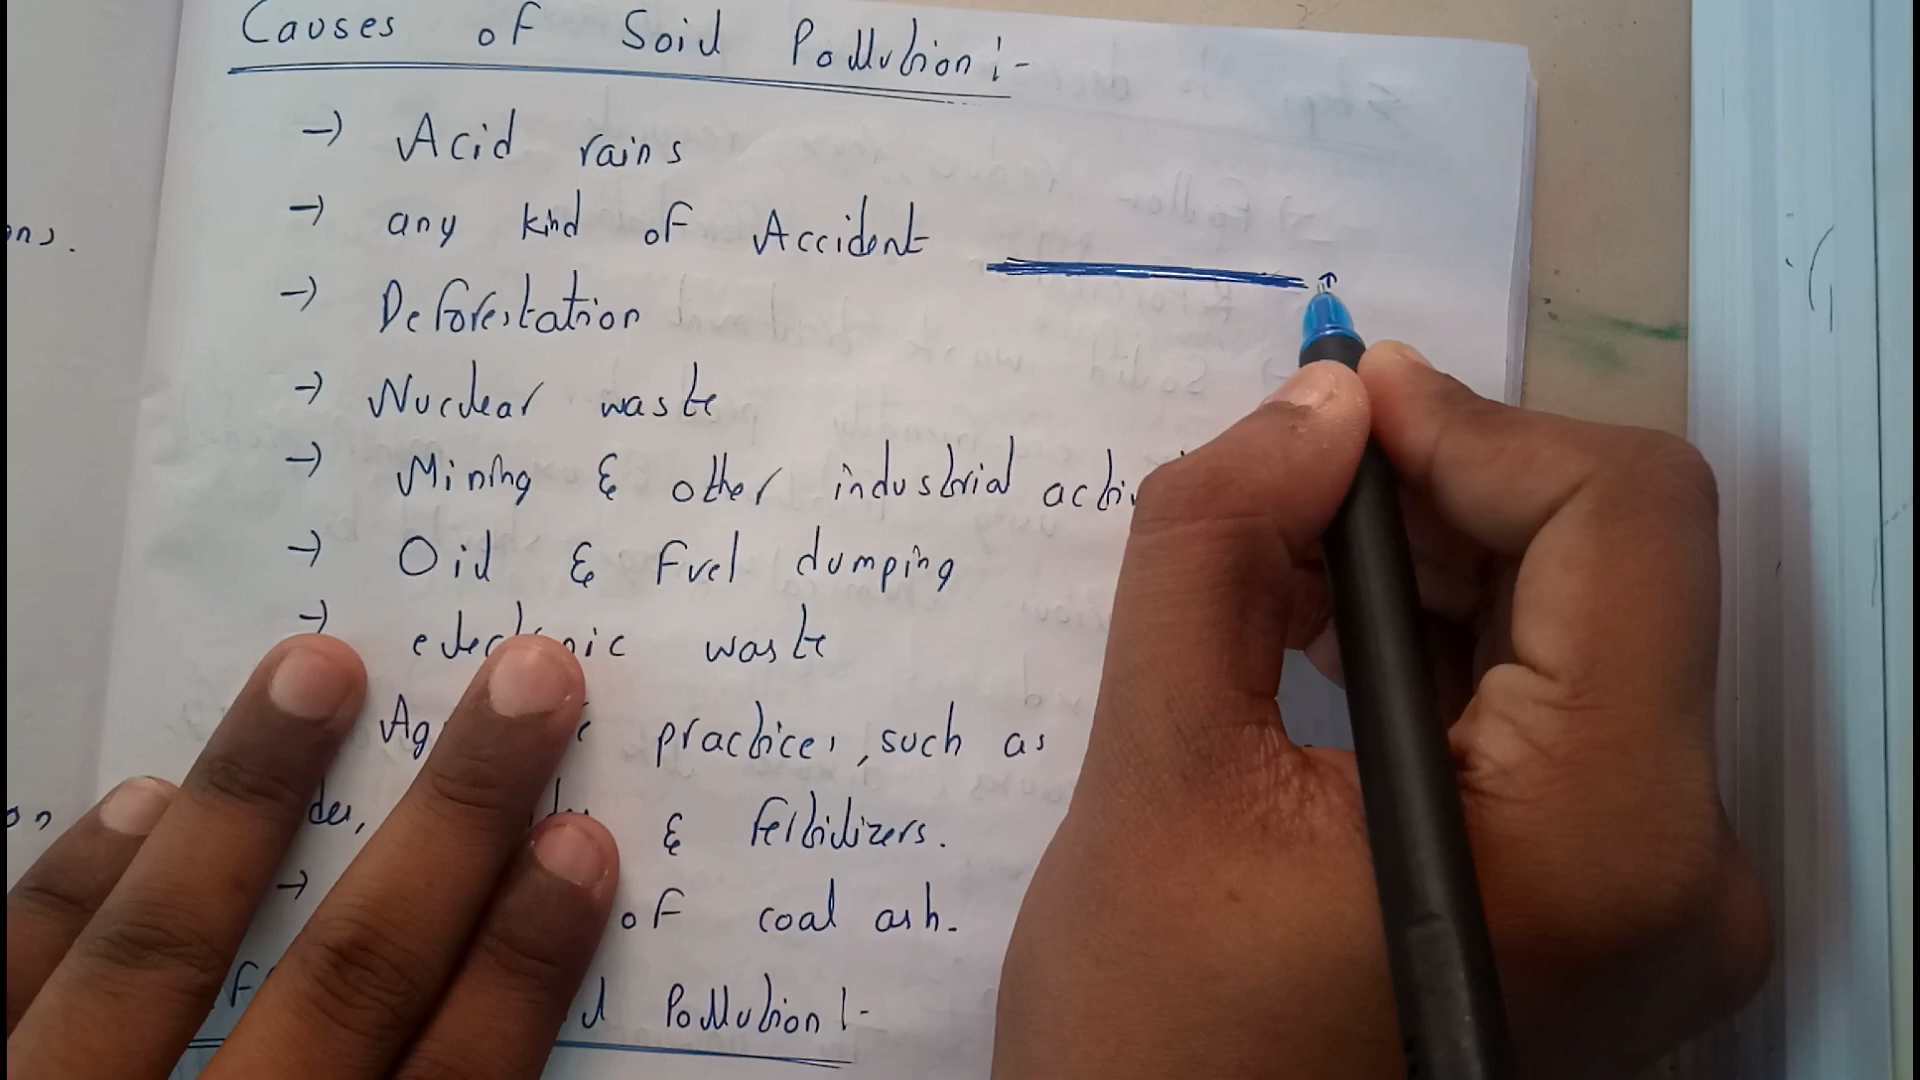 Causes of Soil Pollution:-
→ Acid rains
→ any kind of Accident
→ Deforestation
→ Nuclear waste
→ Mining & other industrial
→ Oil & Fuel dumping
→ waste
practices, such as
& Fertilizers.
→ of coal ash.
Pollution:-